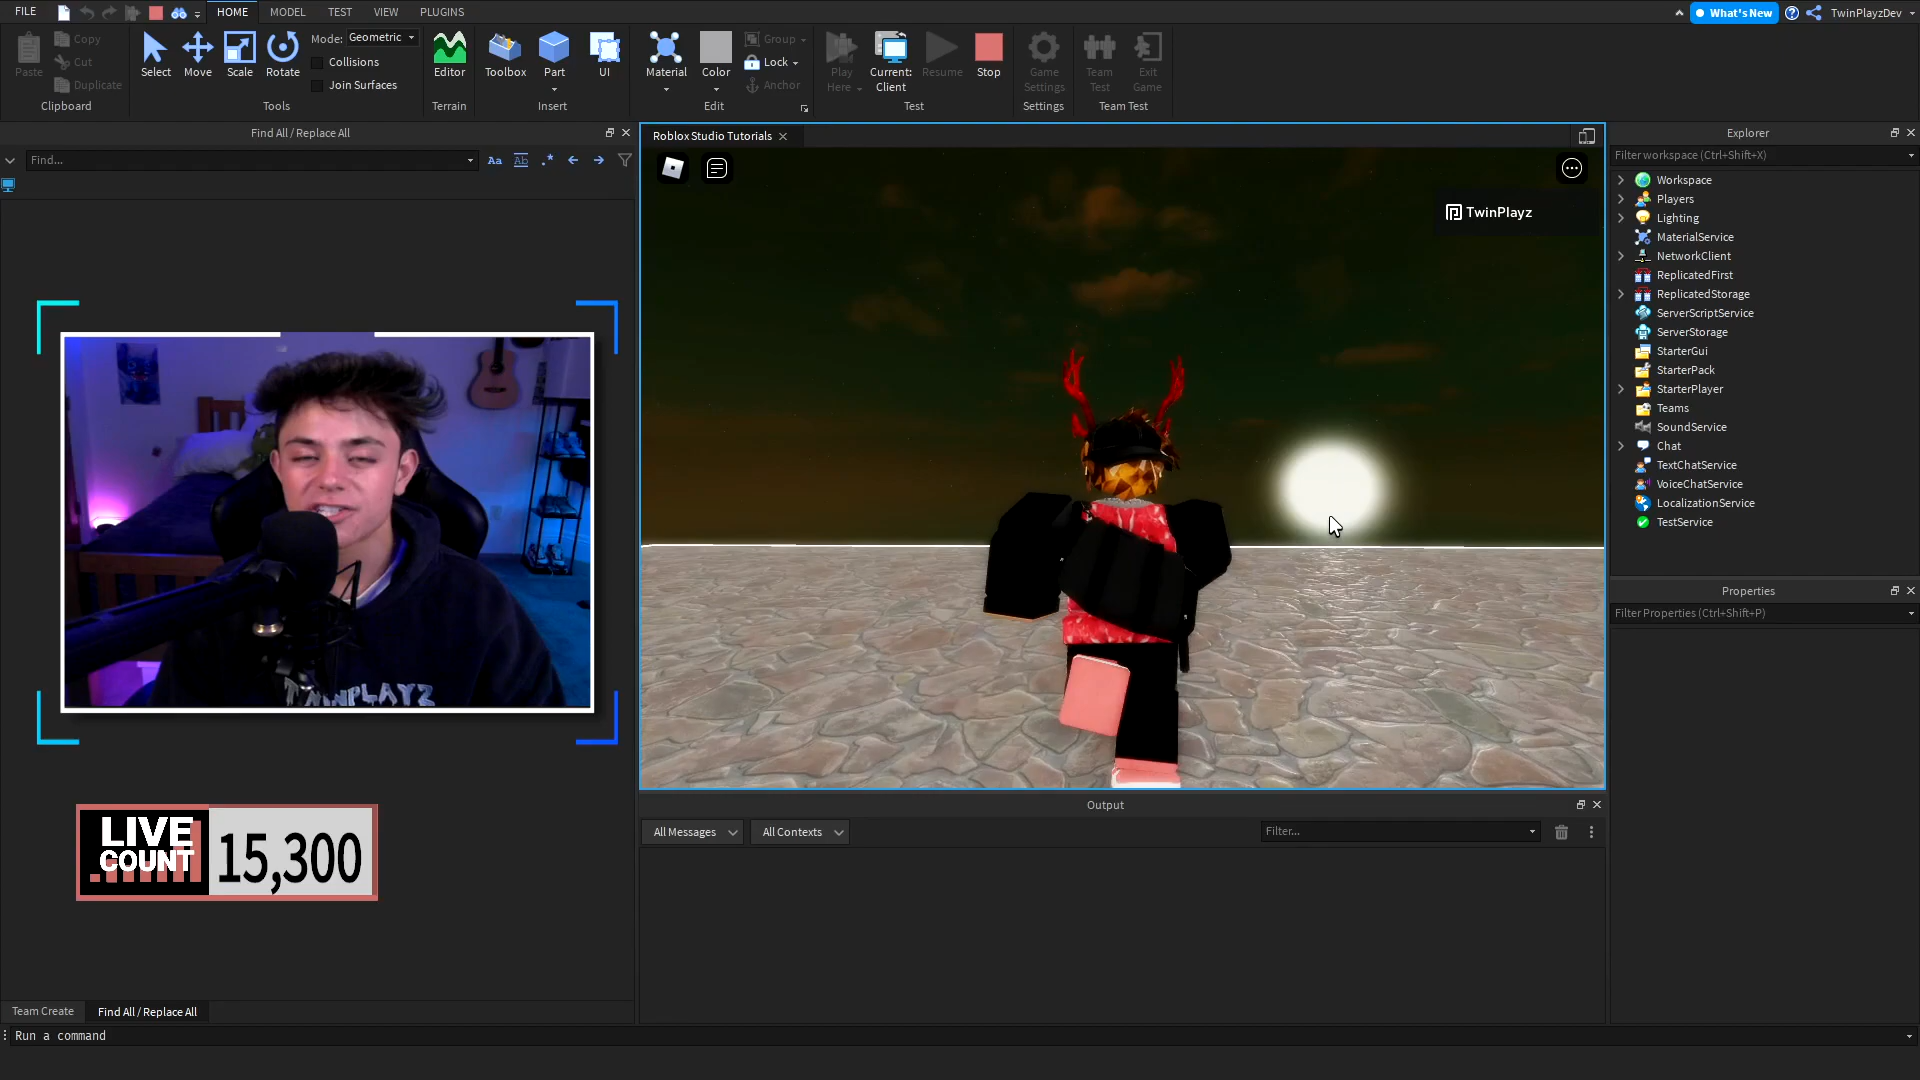 FILE HOME MODEL TEST VIEW PLUGINS What's New TwinPlayzDev
Paste Copy Cut Duplicate Clipboard
Select Move Scale Rotate Mode: Geometric Collisions Join Surfaces Tools
Editor Terrain
Toolbox Part UI Insert
Material Color Group Lock Anchor Edit
Play Here Current: Client Resume Stop Test
Game Settings Settings
Team Test Exit Game Team Test
Find All / Replace All
Find...
Aa Ab .*
TWINPLAYZ
LIVE
COUNT
15,300
Team Create Find All / Replace All
Run a command
Roblox Studio Tutorials
TwinPlayz
Output
All Messages All Contexts Filter...
Explorer
Filter workspace (Ctrl+Shift+X)
Workspace
Players
Lighting
MaterialService
NetworkClient
ReplicatedFirst
ReplicatedStorage
ServerScriptService
ServerStorage
StarterGui
StarterPack
StarterPlayer
Teams
SoundService
Chat
TextChatService
VoiceChatService
LocalizationService
TestService
Properties
Filter Properties (Ctrl+Shift+P)